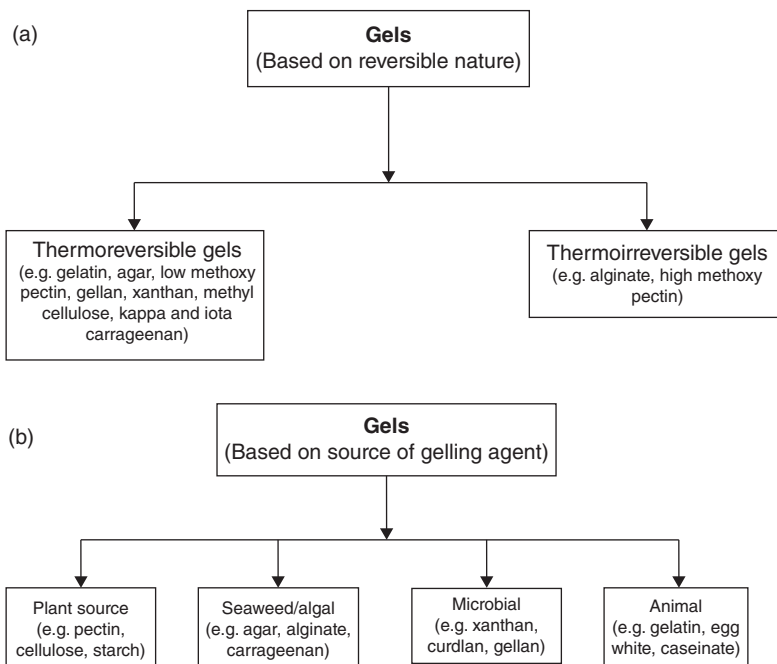 (a)
Gels
(Based on reversible nature)
Thermoreversible gels
(e.g. gelatin, agar, low methoxy
pectin, gellan, xanthan, methyl
cellulose, kappa and iota
carrageenan)
Thermoirreversible gels
(e.g. alginate, high methoxy
pectin)
(b)
Gels
(Based on source of gelling agent)
Plant source
(e.g. pectin,
cellulose, starch)
Seaweed/algal
(e.g. agar, alginate,
carrageenan)
Microbial
(e.g. xanthan,
curdlan, gellan)
Animal
(e.g. gelatin, egg
white, caseinate)